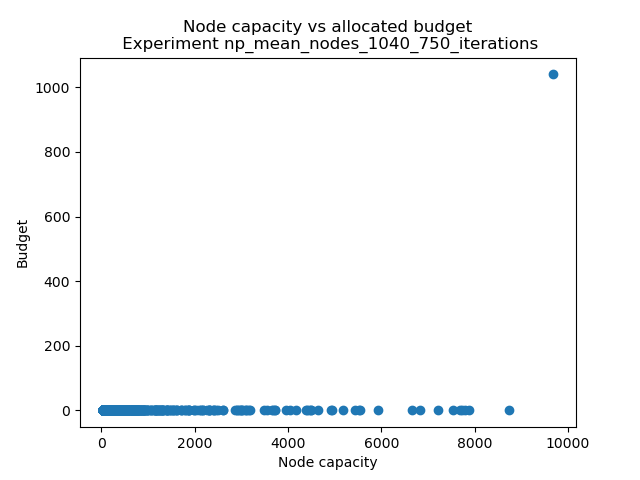 Node capacity vs allocated budget
Experiment np_mean_nodes_1040_750_iterations
1000
800
600
400
200
0
Budget
0 2000 4000 6000 8000 10000
Node capacity